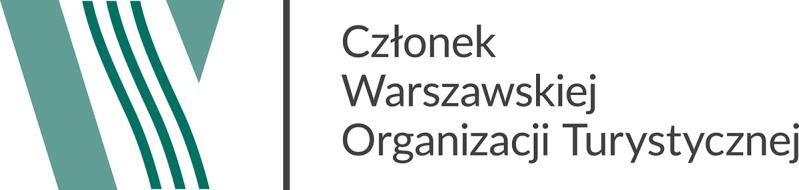 Członek
Warszawskiej
Organizacji Turystycznej